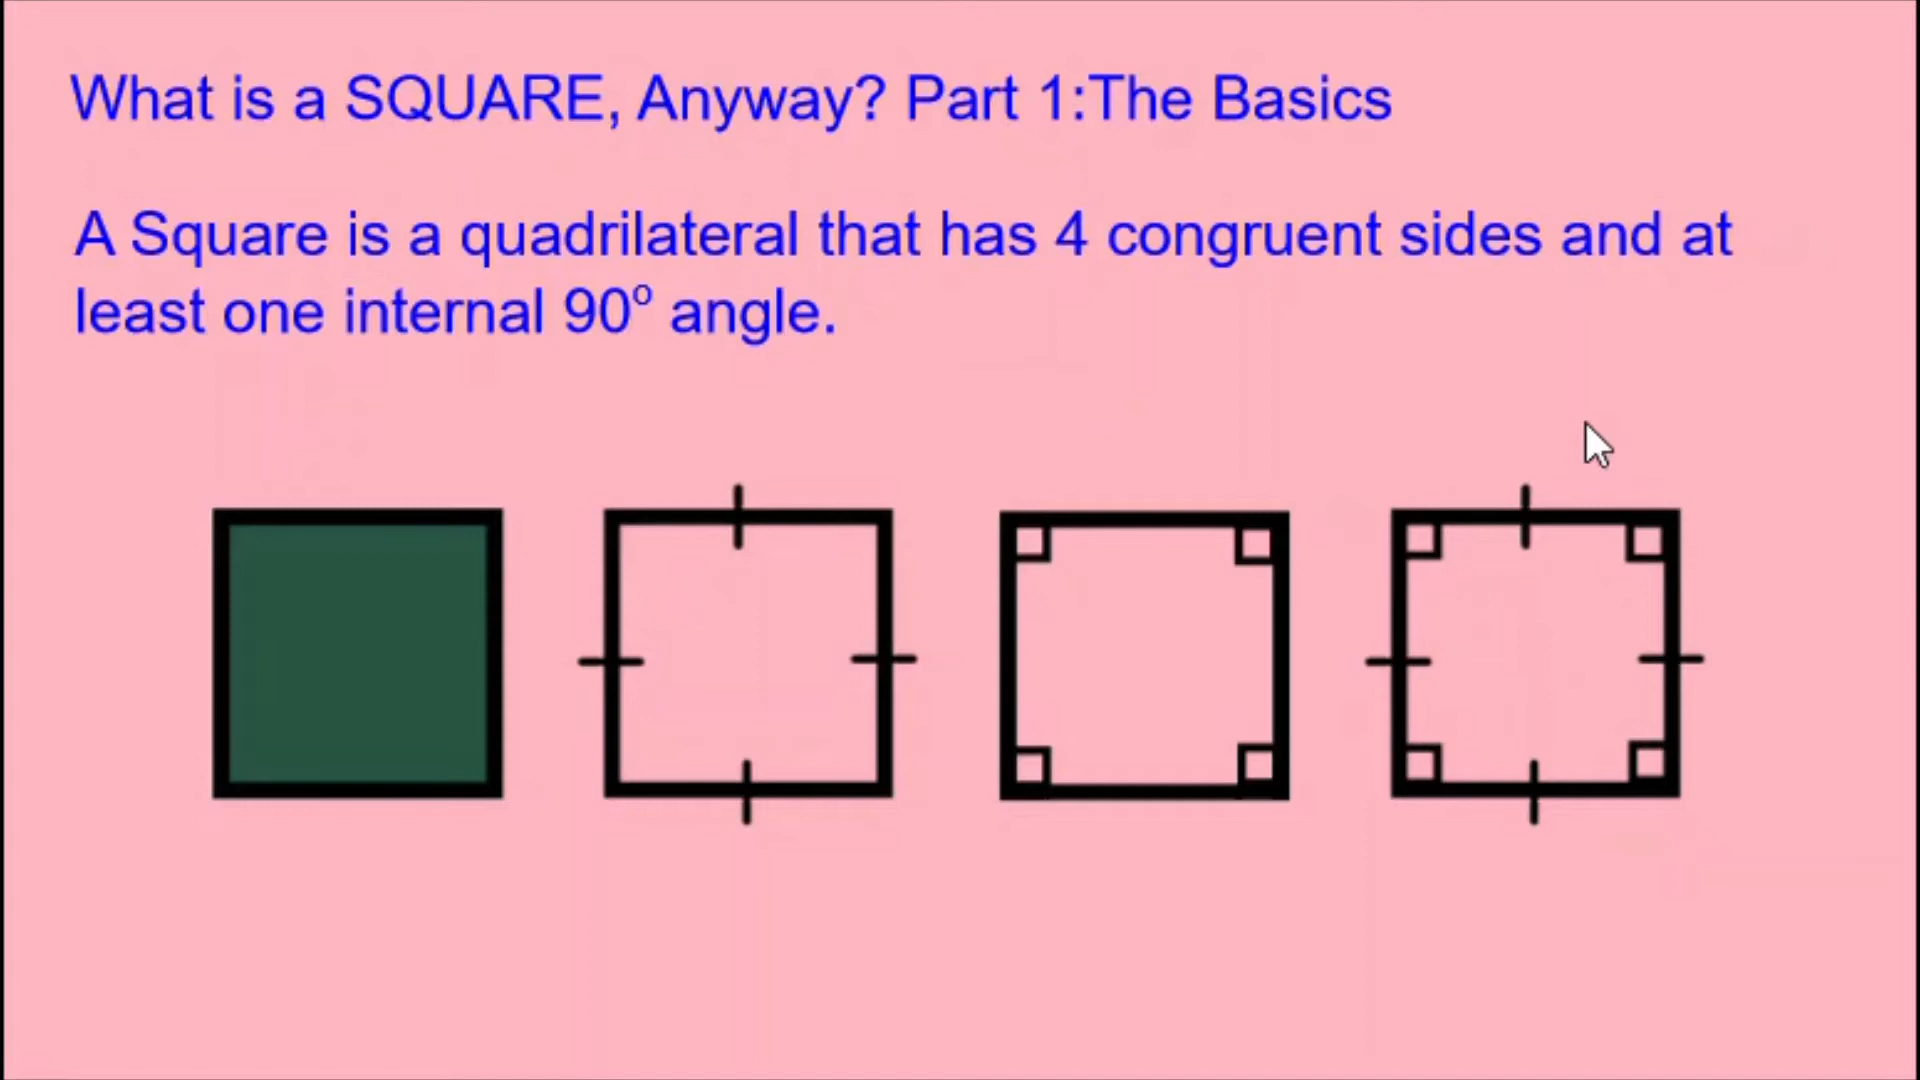 What is a SQUARE, Anyway? Part 1:The Basics
A Square is a quadrilateral that has 4 congruent sides and at
least one internal 90º angle.